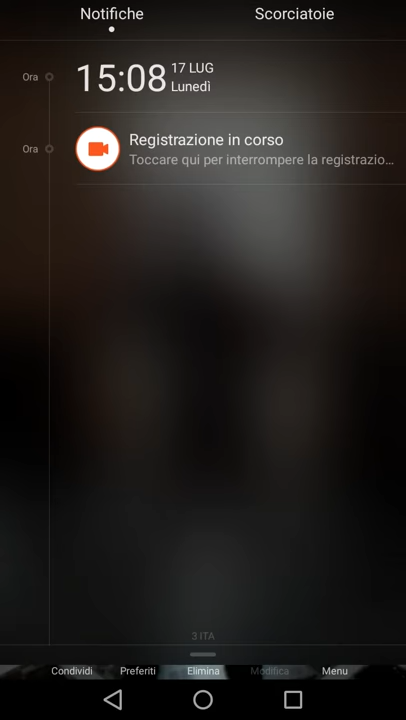 Notifiche
Scorciatoie
Ora
15:08
17 LUG
Lunedì
Ora
Registrazione in corso
Toccare qui per interrompere la registrazio...
3 ITA
Condividi
Preferiti
Elimina
Modifica
Menu